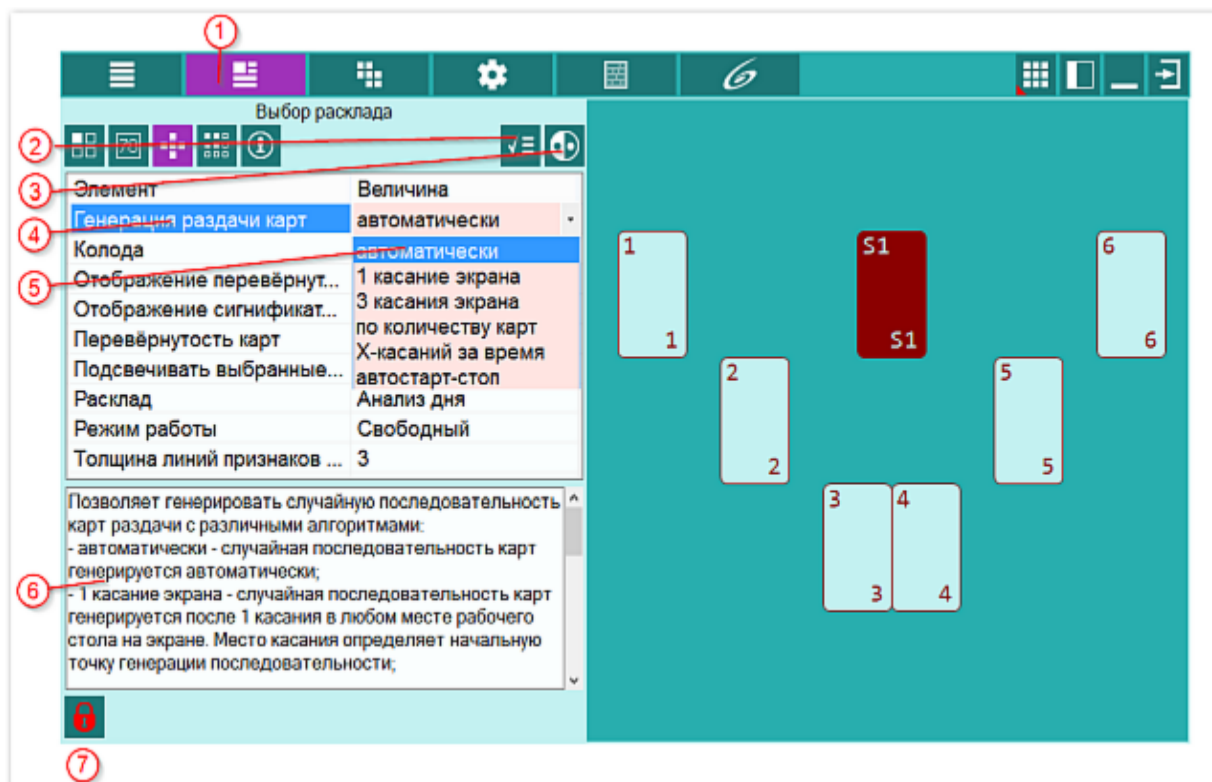 1
Выбор расклада
2
70
3
Элемент Величина
4
Генерация раздачи карт автоматически
Колода автоматически
5
Отображение перевёрнут... 1 касание экрана
Отображение сигнификат... 3 касания экрана
Перевёрнутость карт по количеству карт
Подсвечивать выбранные... Х-касаний за время
автостарт-стоп
Расклад Анализ дня
Режим работы Свободный
Толщина линий признаков ... 3
Позволяет генерировать случайную последовательность
карт раздачи с различными алгоритмами:
- автоматически - случайная последовательность карт
генерируется автоматически;
6
- 1 касание экрана - случайная последовательность карт
генерируется после 1 касания в любом месте рабочего
стола на экране. Место касания определяет начальную
точку генерации последовательности;
7
1 S1 6
1 S1 6
2 5
2 5
3 4
3 4